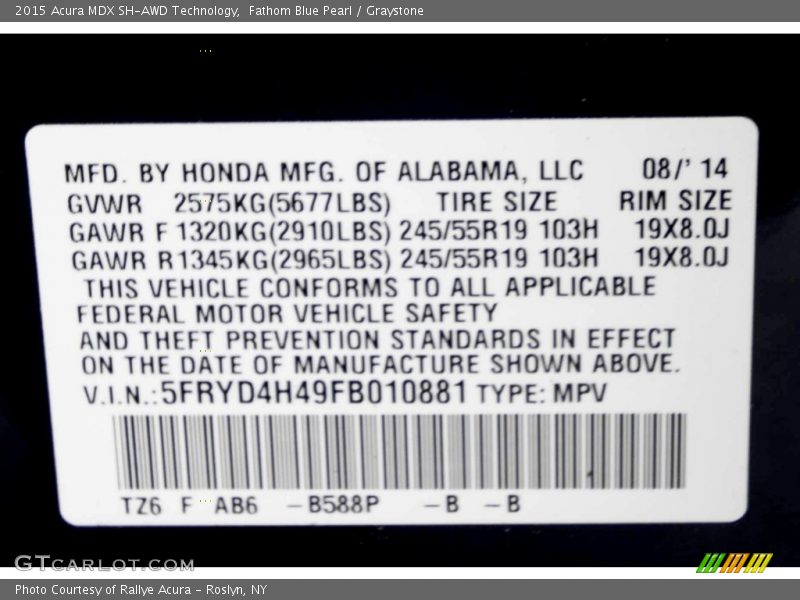 2015 Acura MDX SH-AWD Technology,  Fathom Blue Pearl / Graystone
MFD. BY HONDA MFG. OF ALABAMA, LLC 08/' 14
GVWR 2575KG(5677LBS) TIRE SIZE RIM SIZE
GAWR F 1320KG(2910LBS) 245/55R19 103H 19X8.0J
GAWR R 1345KG(2965LBS) 245/55R19 103H 19X8.0J
THIS VEHICLE CONFORMS TO ALL APPLICABLE
FEDERAL MOTOR VEHICLE SAFETY
AND THEFT PREVENTION STANDARDS IN EFFECT
ON THE DATE OF MANUFACTURE SHOWN ABOVE.
V.I.N.:5FRYD4H49FB010881 TYPE: MPV
TZ6 F AB6 -B588P -B -B
GTCARLOT.COM
Photo Courtesy of Rallye Acura - Roslyn, NY